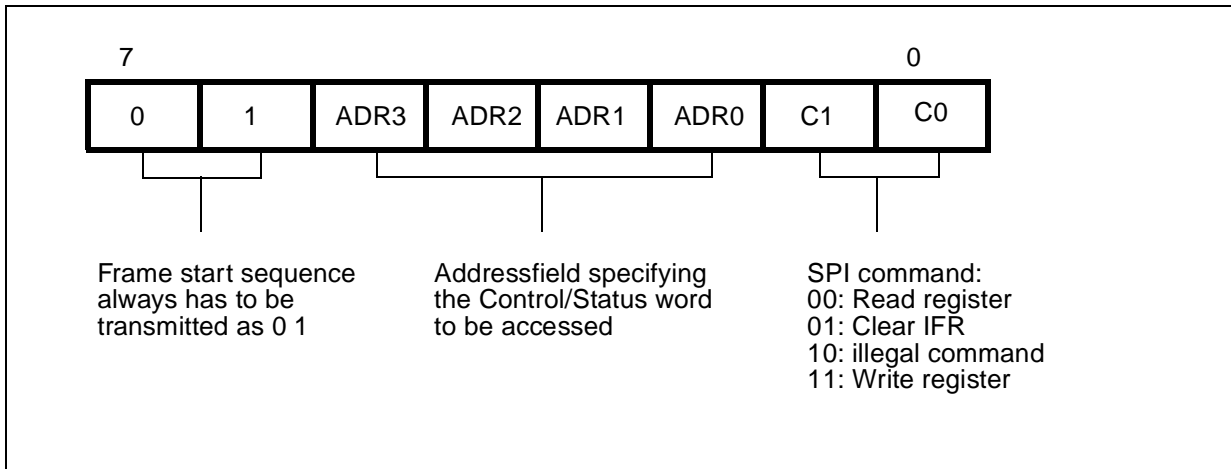 7 0
0 1 ADR3 ADR2 ADR1 ADR0 C1 C0
Frame start sequence
always has to be
transmitted as 0 1
Addressfield specifying
the Control/Status word
to be accessed
SPI command:
00: Read register
01: Clear IFR
10: illegal command
11: Write register